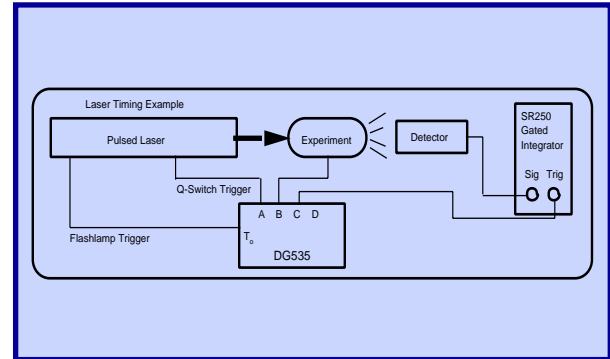 Laser Timing Example
Pulsed Laser
Experiment
Detector
SR250
Gated
Integrator
Sig Trig
Q-Switch Trigger
A B C D
Flashlamp Trigger
To
DG535